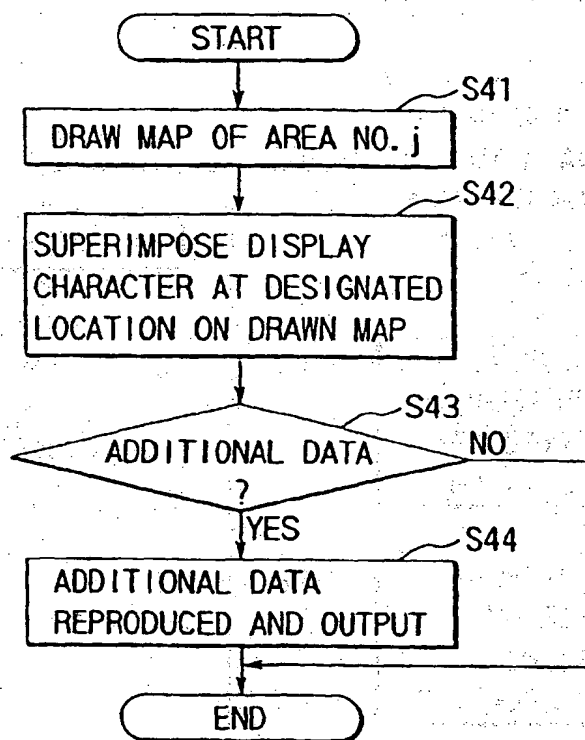 START
S41
DRAW MAP OF AREA NO. j
S42
SUPERIMPOSE DISPLAY
CHARACTER AT DESIGNATED
LOCATION ON DRAWN MAP
S43
ADDITIONAL DATA
?
NO
YES
S44
ADDITIONAL DATA
REPRODUCED AND OUTPUT
END